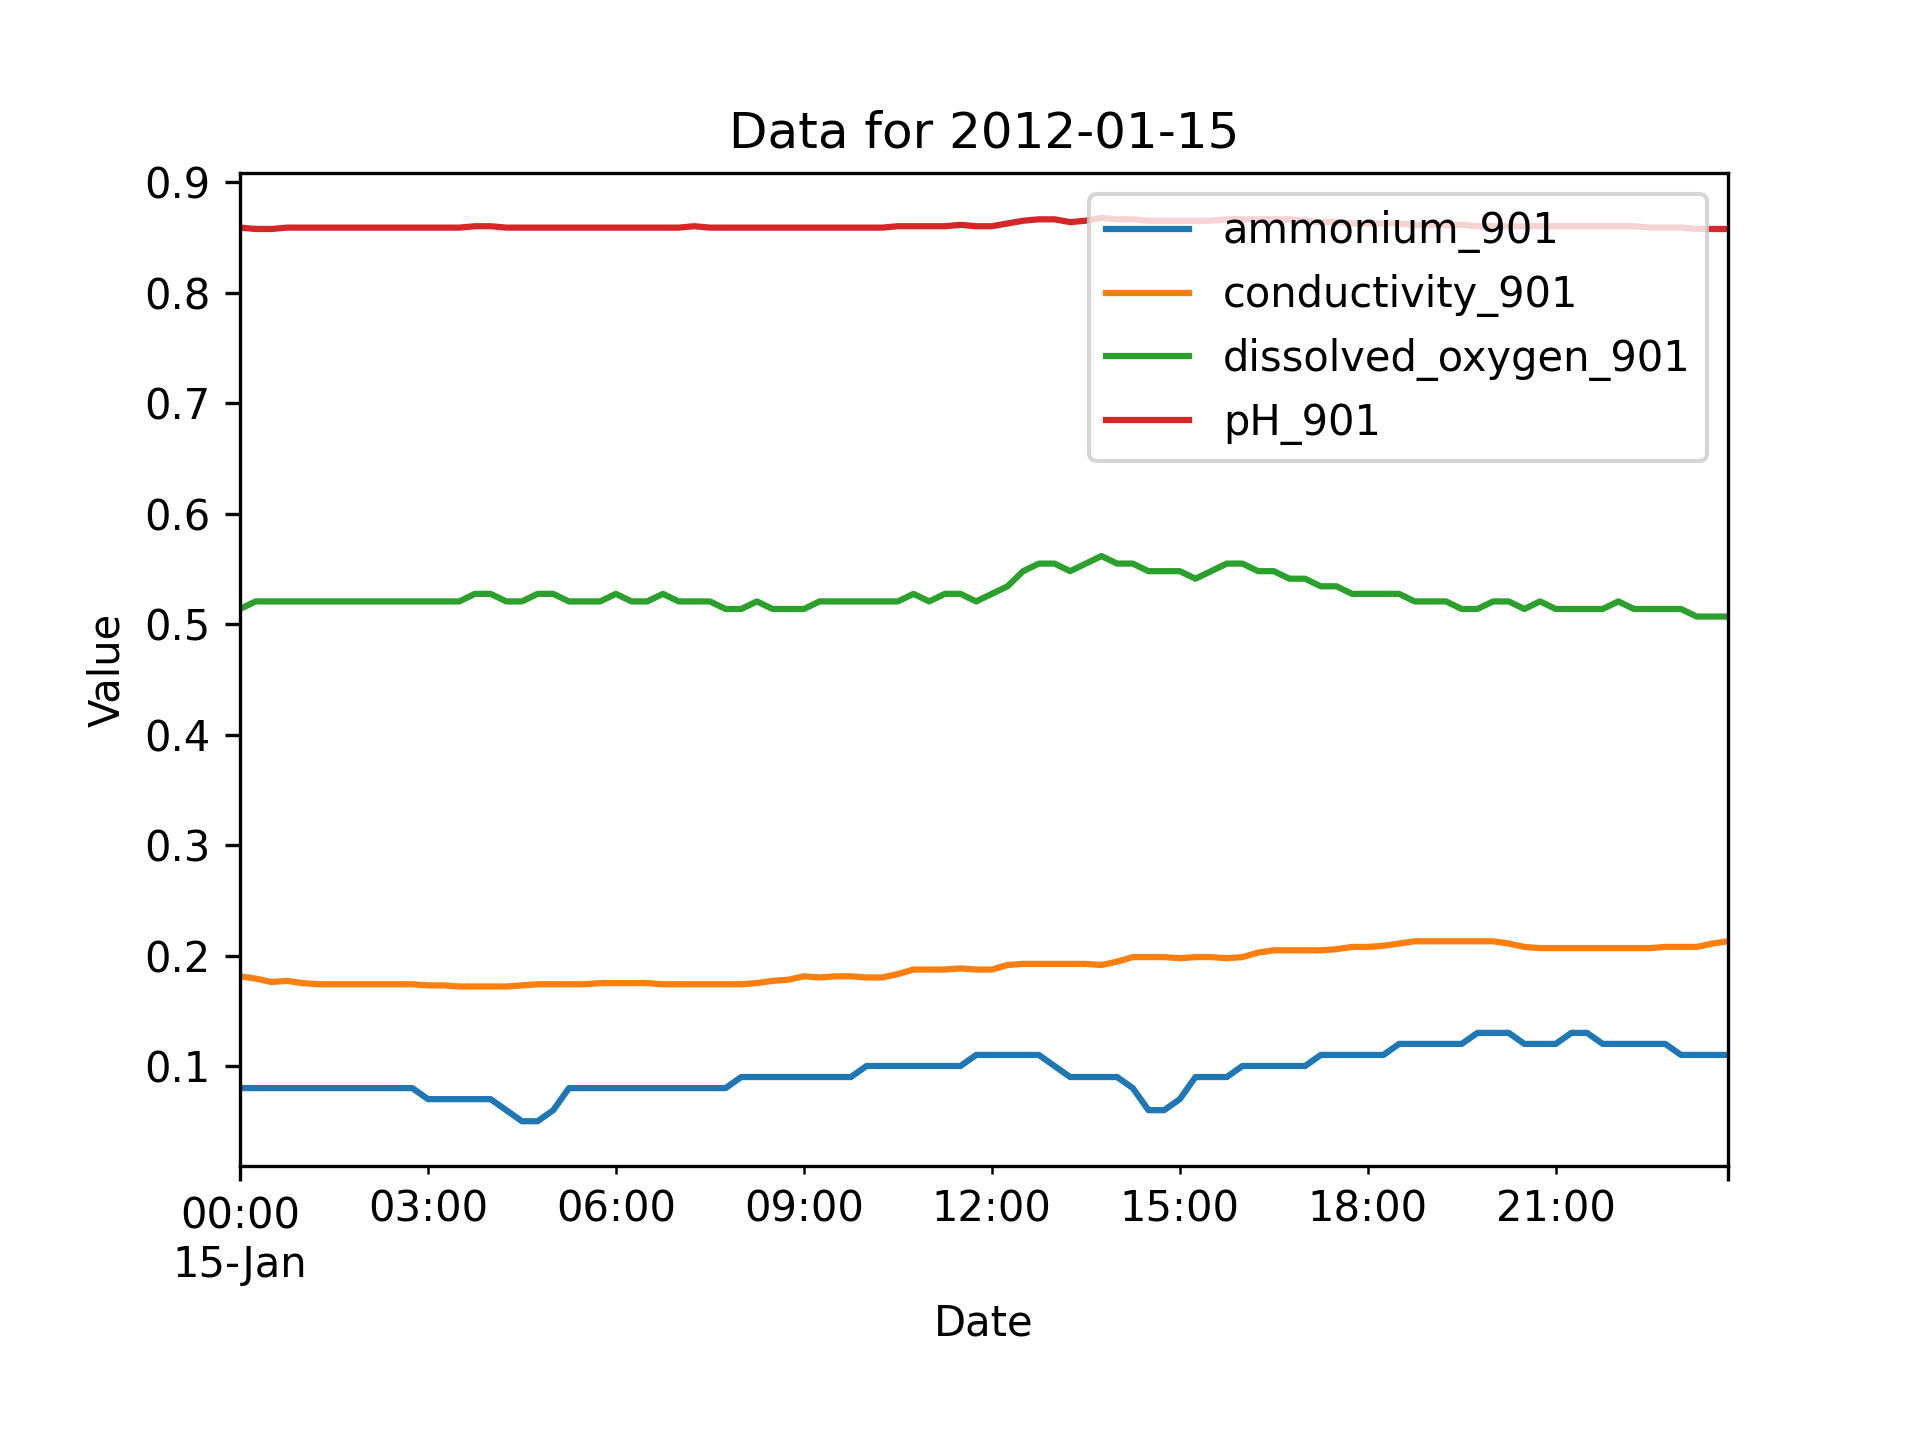 Data for 2012-01-15
0.9
0.8
0.7
0.6
0.5
0.4
0.3
0.2
0.1
Value
ammonium_901
conductivity_901
dissolved_oxygen_901
pH_901
00:00 03:00 06:00 09:00 12:00 15:00 18:00 21:00
15-Jan
Date